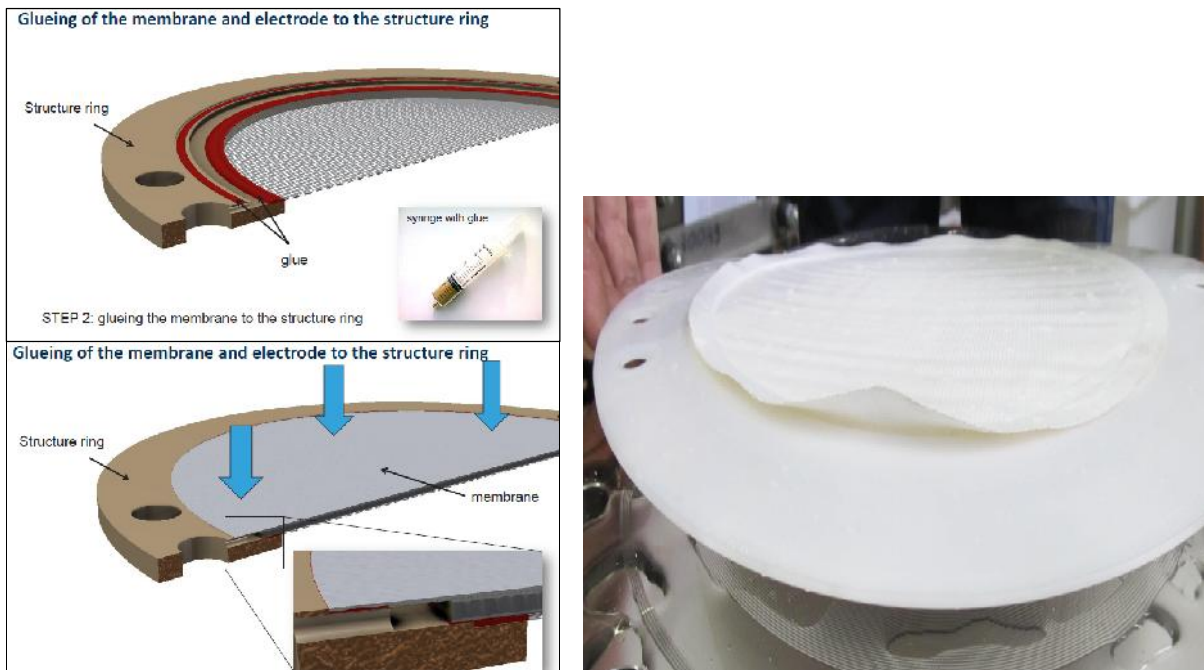 Glueing of the membrane and electrode to the structure ring
Structure ring
syringe with glue
glue
STEP 2: glueing the membrane to the structure ring
Glueing of the membrane and electrode to the structure ring
Structure ring
membrane